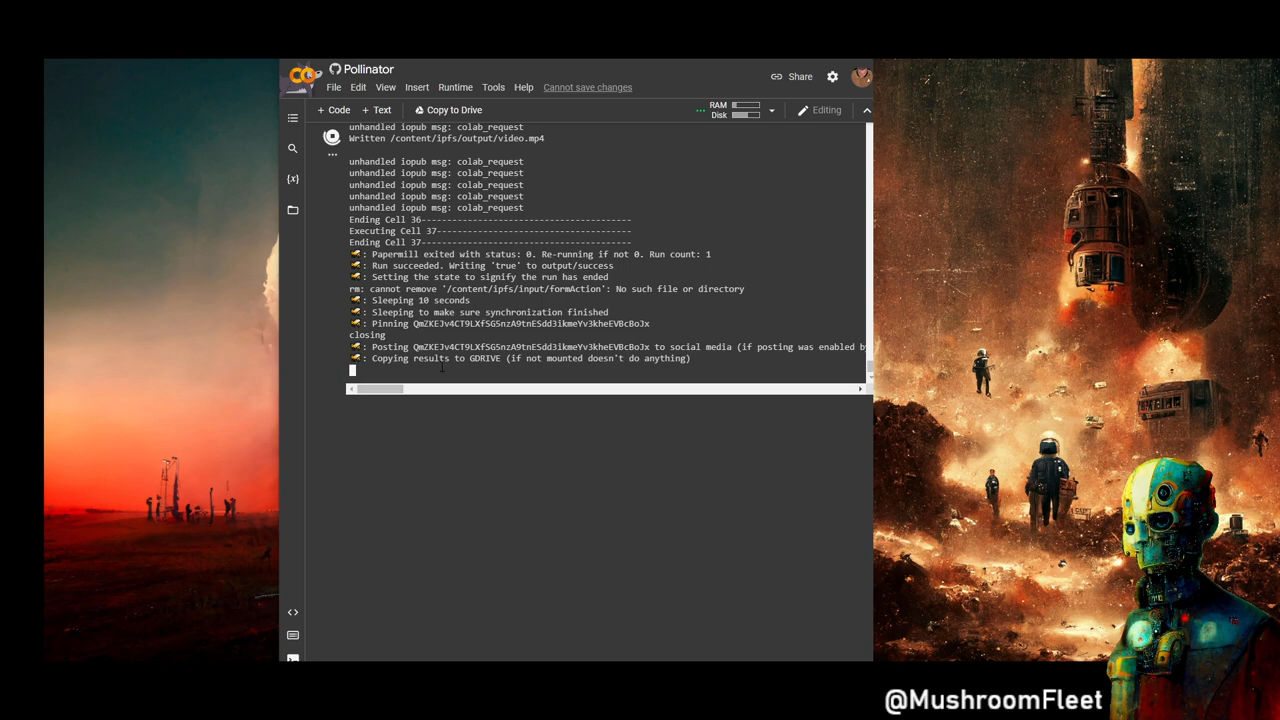 Pollinator
Share
File Edit View Insert Runtime Tools Help Cannot save changes
+ Code + Text Copy to Drive
RAM
Disk
Editing
unhandled iopub msg: colab_request
Written /content/ipfs/output/video.mp4
unhandled iopub msg: colab_request
unhandled iopub msg: colab_request
unhandled iopub msg: colab_request
unhandled iopub msg: colab_request
unhandled iopub msg: colab_request
Ending Cell 36----------------------------------------
Executing Cell 37--------------------------------------
Ending Cell 37----------------------------------------
: Papermill exited with status: 0. Re-running if not 0. Run count: 1
: Run succeeded. Writing 'true' to output/success
: Setting the state to signify the run has ended
rm: cannot remove '/content/ipfs/input/formAction': No such file or directory
: Sleeping 10 seconds
: Sleeping to make sure synchronization finished
: Pinning QmZKEJv4CT9LXfSG5nzA9tnESdd3ikmeYv3kheEVBcBoJx
closing
: Posting QmZKEJv4CT9LXfSG5nzA9tnESdd3ikmeYv3kheEVBcBoJx to social media (if posting was enabled by
: Copying results to GDRIVE (if not mounted doesn't do anything)
@MushroomFleet